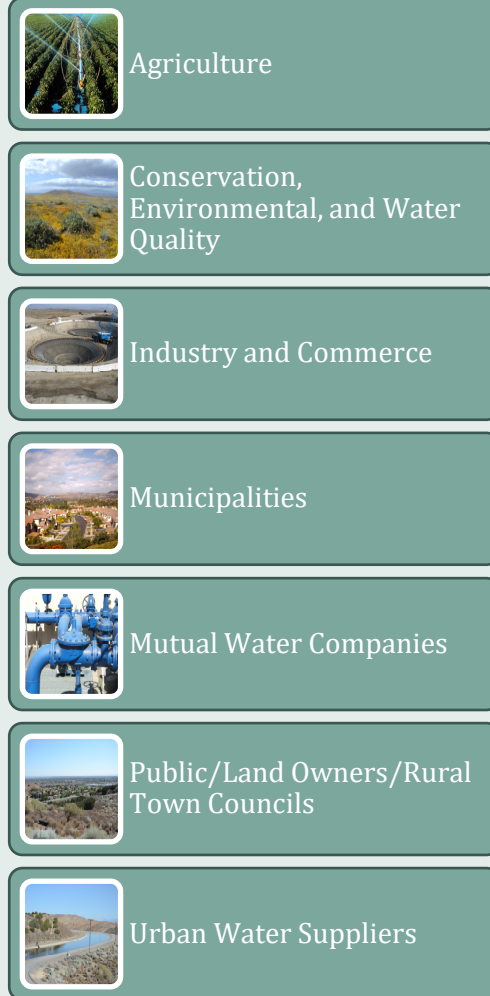 Agriculture
Conservation,
Environmental, and Water
Quality
Industry and Commerce
Municipalities
Mutual Water Companies
Public/Land Owners/Rural
Town Councils
Urban Water Suppliers